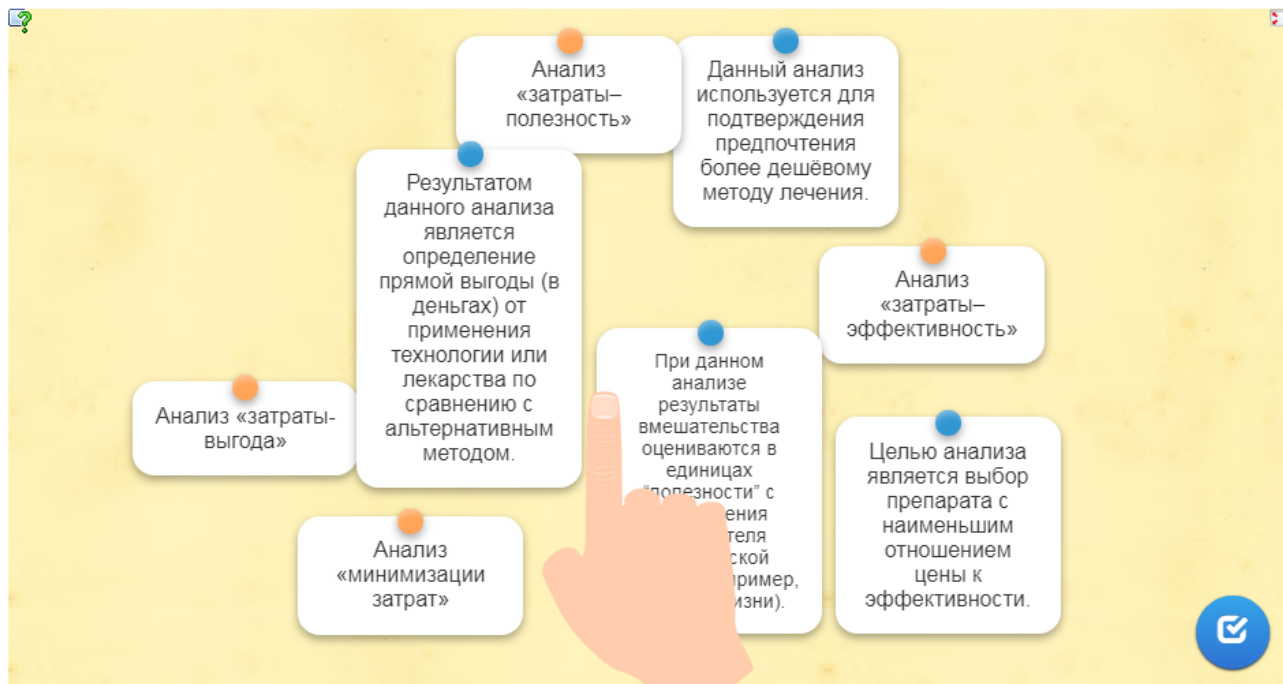 Анализ
«затраты–
полезность»
Данный анализ
используется для
подтверждения
предпочтения
более дешёвому
методу лечения.
Результатом
данного анализа
является
определение
прямой выгоды (в
деньгах) от
применения
технологии или
лекарства по
сравнению с
альтернативным
методом.
Анализ
«затраты–
эффективность»
При данном
анализе
результаты
вмешательства
оцениваются в
единицах
"полезности" с
Анализ «затраты-
выгода»
Целью анализа
является выбор
препарата с
наименьшим
отношением
цены к
эффективности.
Анализ
«минимизации
затрат»